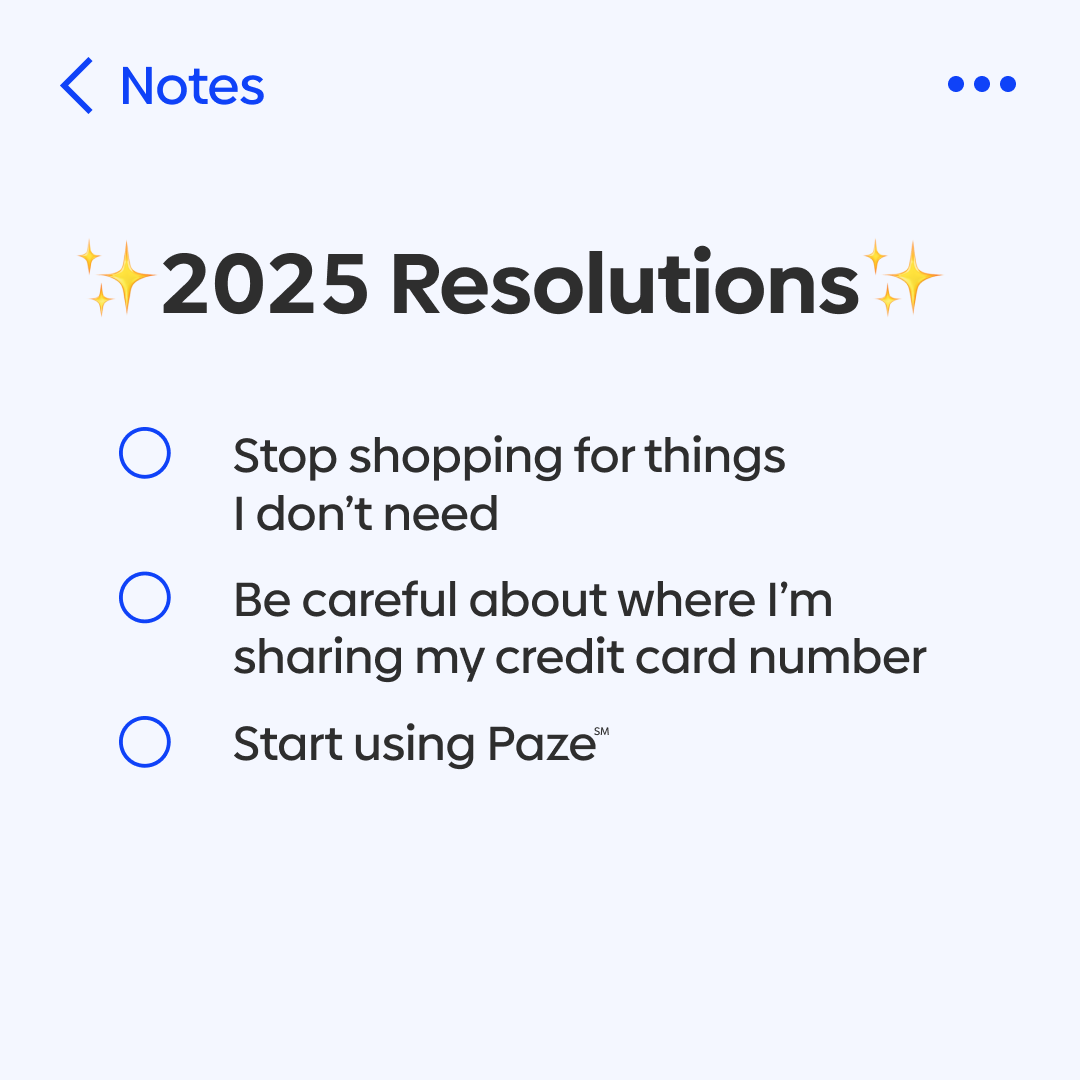 Notes
✨2025 Resolutions✨
Stop shopping for things
I don’t need
Be careful about where I’m
sharing my credit card number
Start using Paze℠